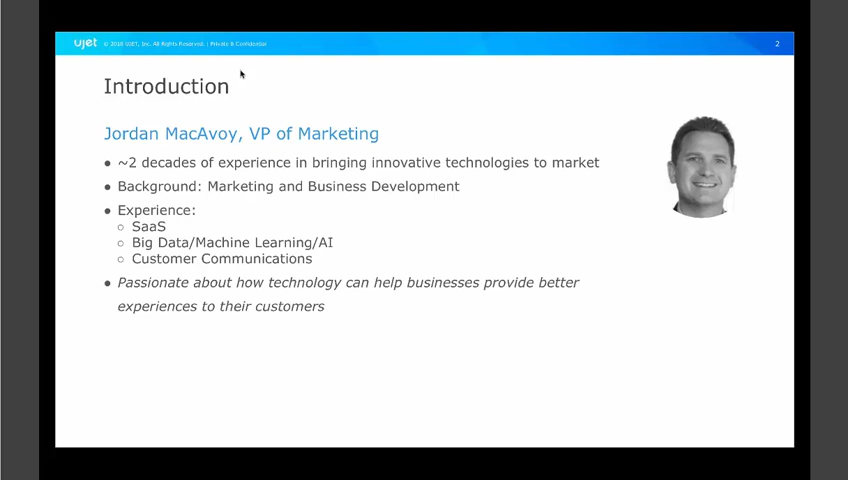 ujet © 2018 UJET, Inc. All Rights Reserved. | Private & Confidential 2
Introduction
Jordan MacAvoy, VP of Marketing
● ~2 decades of experience in bringing innovative technologies to market
● Background: Marketing and Business Development
● Experience:
○ SaaS
○ Big Data/Machine Learning/AI
○ Customer Communications
● Passionate about how technology can help businesses provide better
experiences to their customers